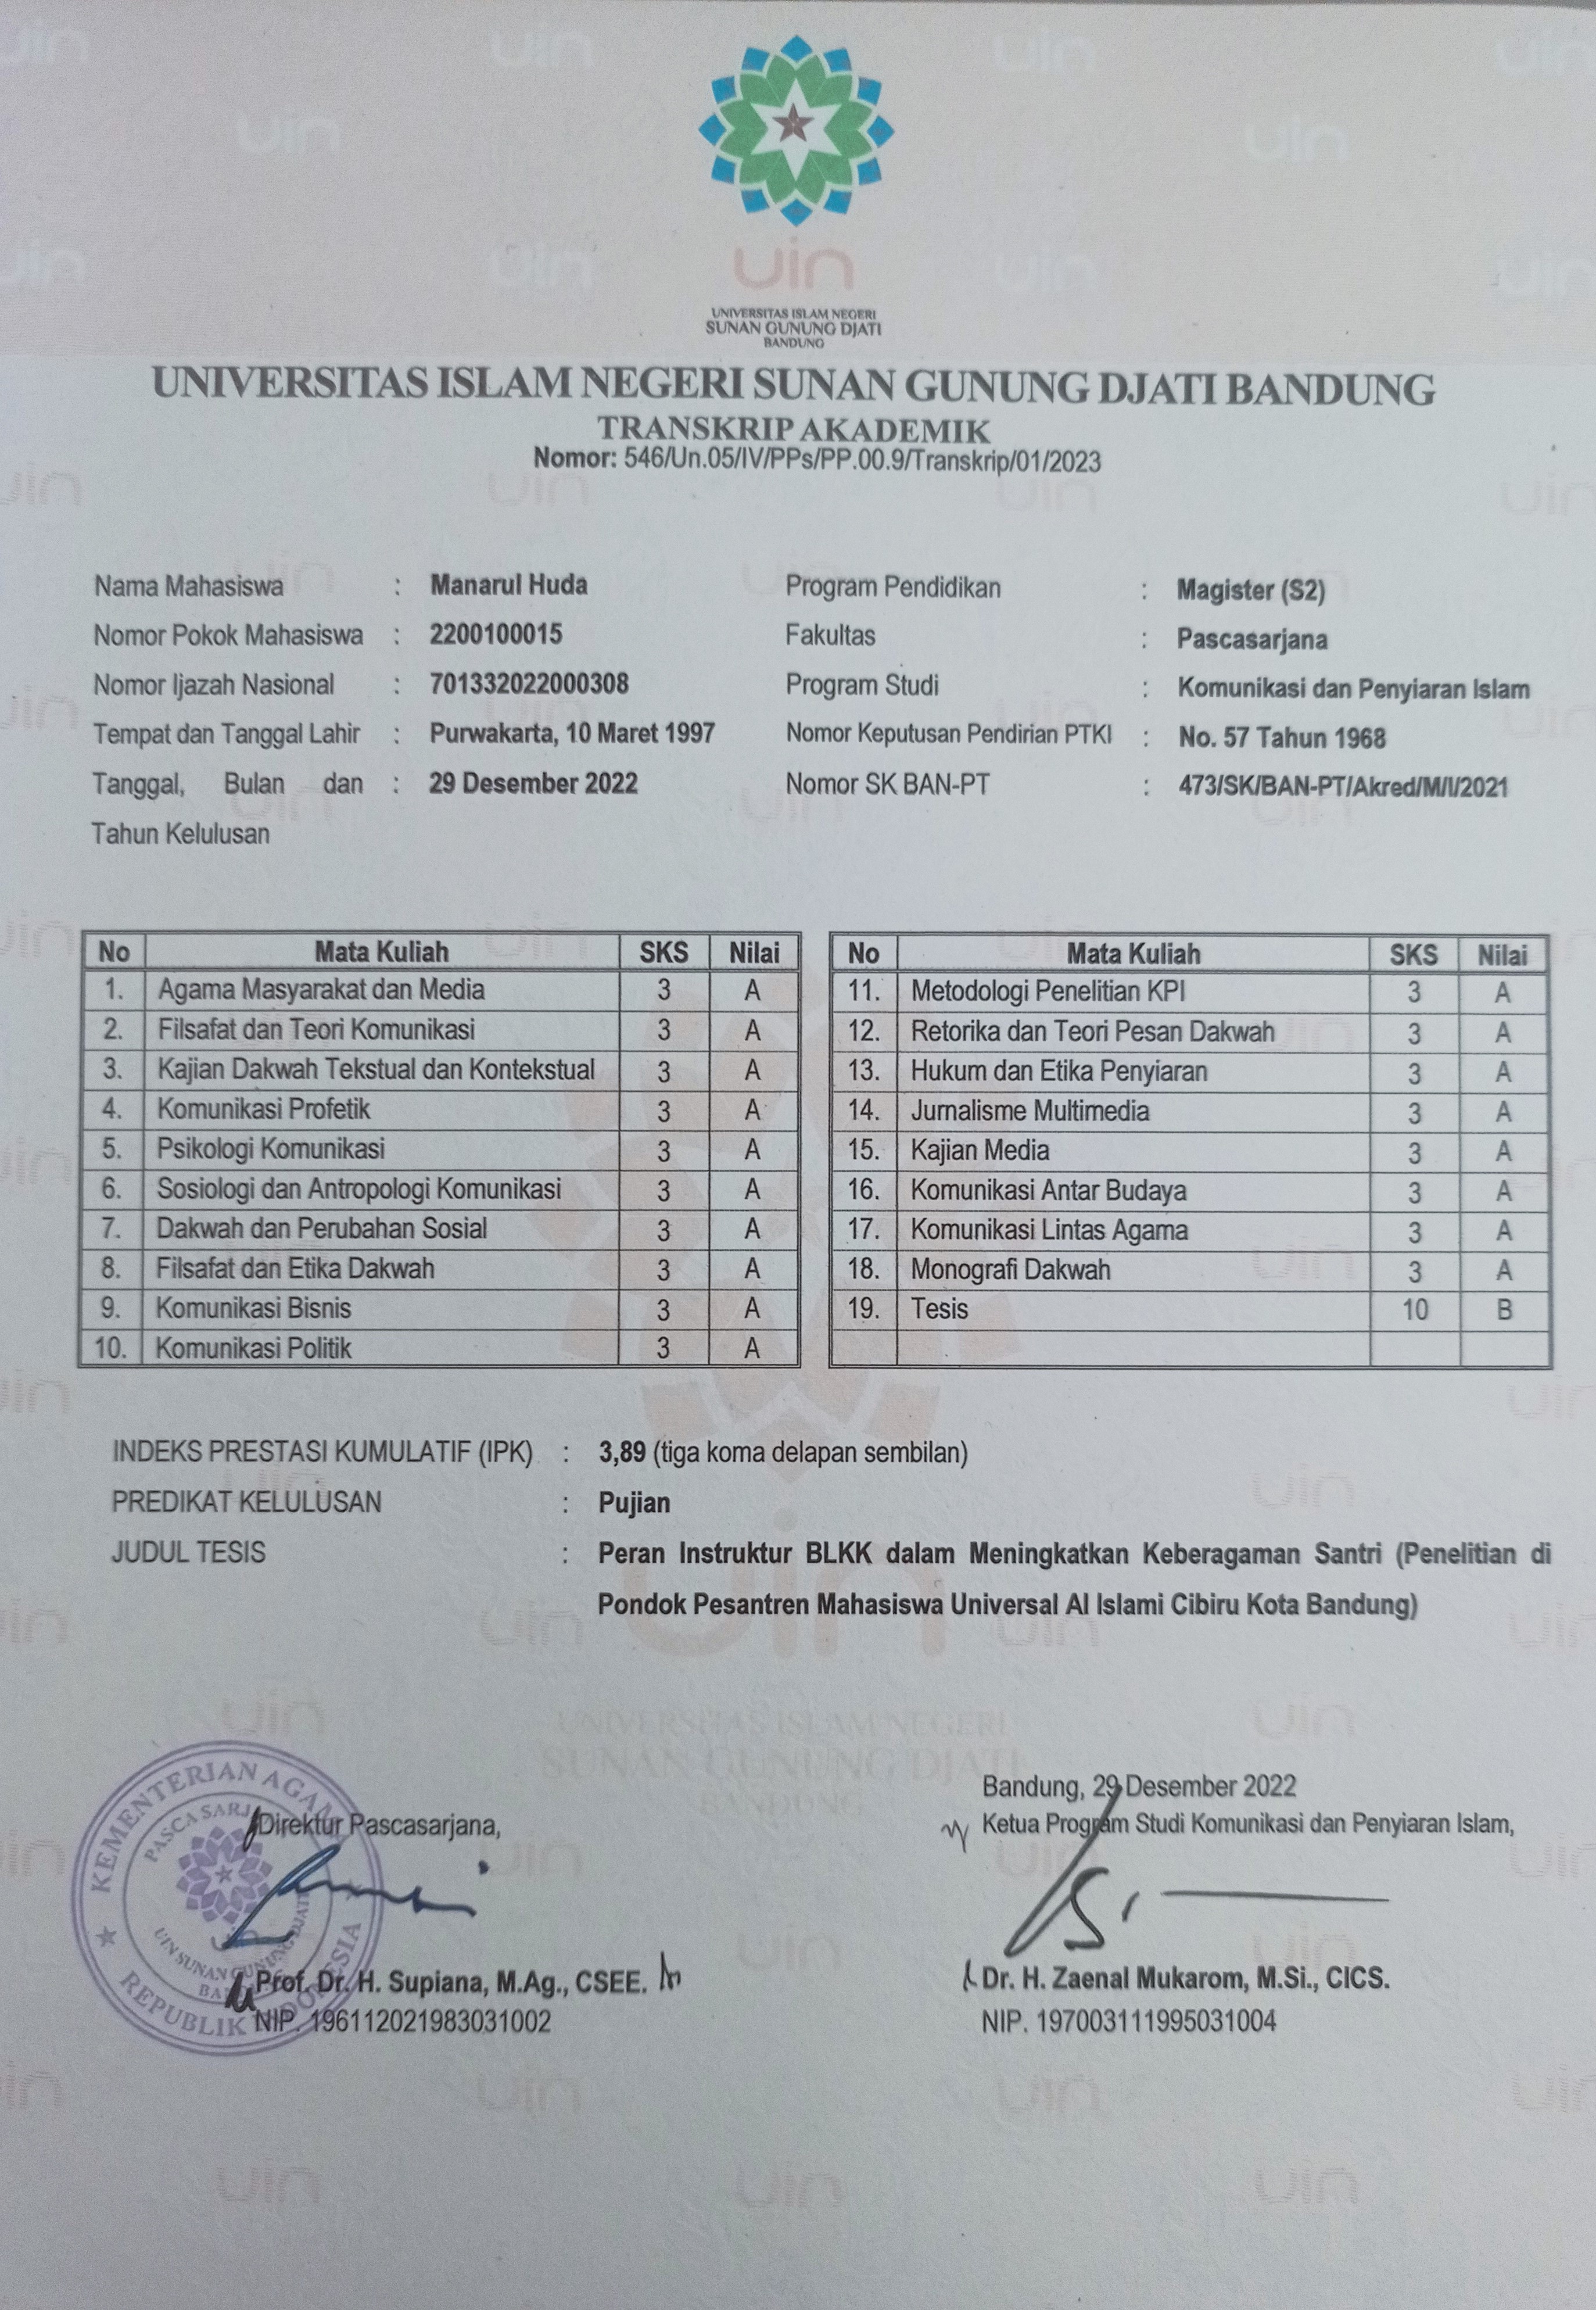 uin
UNIVERSITAS ISLAM NEGERI
SUNAN GUNUNG DJATI
BANDUNG
UNIVERSITAS ISLAM NEGERI SUNAN GUNUNG DJATI BANDUNG
TRANSKRIP AKADEMIK
Nomor: 546/Un.05/IV/PPs/PP.00.9/Transkrip/01/2023
Nama Mahasiswa : Manarul Huda
Nomor Pokok Mahasiswa : 2200100015
Nomor Ijazah Nasional : 701332022000308
Tempat dan Tanggal Lahir : Purwakarta, 10 Maret 1997
Tanggal, Bulan dan : 29 Desember 2022
Tahun Kelulusan
Program Pendidikan : Magister (S2)
Fakultas : Pascasarjana
Program Studi : Komunikasi dan Penyiaran Islam
Nomor Keputusan Pendirian PTKI : No. 57 Tahun 1968
Nomor SK BAN-PT : 473/SK/BAN-PT/Akred/M/I/2021
No Mata Kuliah SKS Nilai
1. Agama Masyarakat dan Media 3 A
2. Filsafat dan Teori Komunikasi 3 A
3. Kajian Dakwah Tekstual dan Kontekstual 3 A
4. Komunikasi Profetik 3 A
5. Psikologi Komunikasi 3 A
6. Sosiologi dan Antropologi Komunikasi 3 A
7. Dakwah dan Perubahan Sosial 3 A
8. Filsafat dan Etika Dakwah 3 A
9. Komunikasi Bisnis 3 A
10. Komunikasi Politik 3 A
No Mata Kuliah SKS Nilai
11. Metodologi Penelitian KPI 3 A
12. Retorika dan Teori Pesan Dakwah 3 A
13. Hukum dan Etika Penyiaran 3 A
14. Jurnalisme Multimedia 3 A
15. Kajian Media 3 A
16. Komunikasi Antar Budaya 3 A
17. Komunikasi Lintas Agama 3 A
18. Monografi Dakwah 3 A
19. Tesis 10 B
INDEKS PRESTASI KUMULATIF (IPK) : 3,89 (tiga koma delapan sembilan)
PREDIKAT KELULUSAN : Pujian
JUDUL TESIS : Peran Instruktur BLKK dalam Meningkatkan Keberagaman Santri (Penelitian di
Pondok Pesantren Mahasiswa Universal Al Islami Cibiru Kota Bandung)
UNIVERSITAS ISLAM NEGERI
SUNAN GUNUNG DJATI
BANDUNG
KEMENTERIAN AGAMA
REPUBLIK INDONESIA
PASCA SARJ
UIN SUNAN GUNUNG DJATI
Direktur Pascasarjana,
Prof. Dr. H. Supiana, M.Ag., CSEE.
NIP. 196112021983031002
Bandung, 29 Desember 2022
Ketua Program Studi Komunikasi dan Penyiaran Islam,
Dr. H. Zaenal Mukarom, M.Si., CICS.
NIP. 197003111995031004